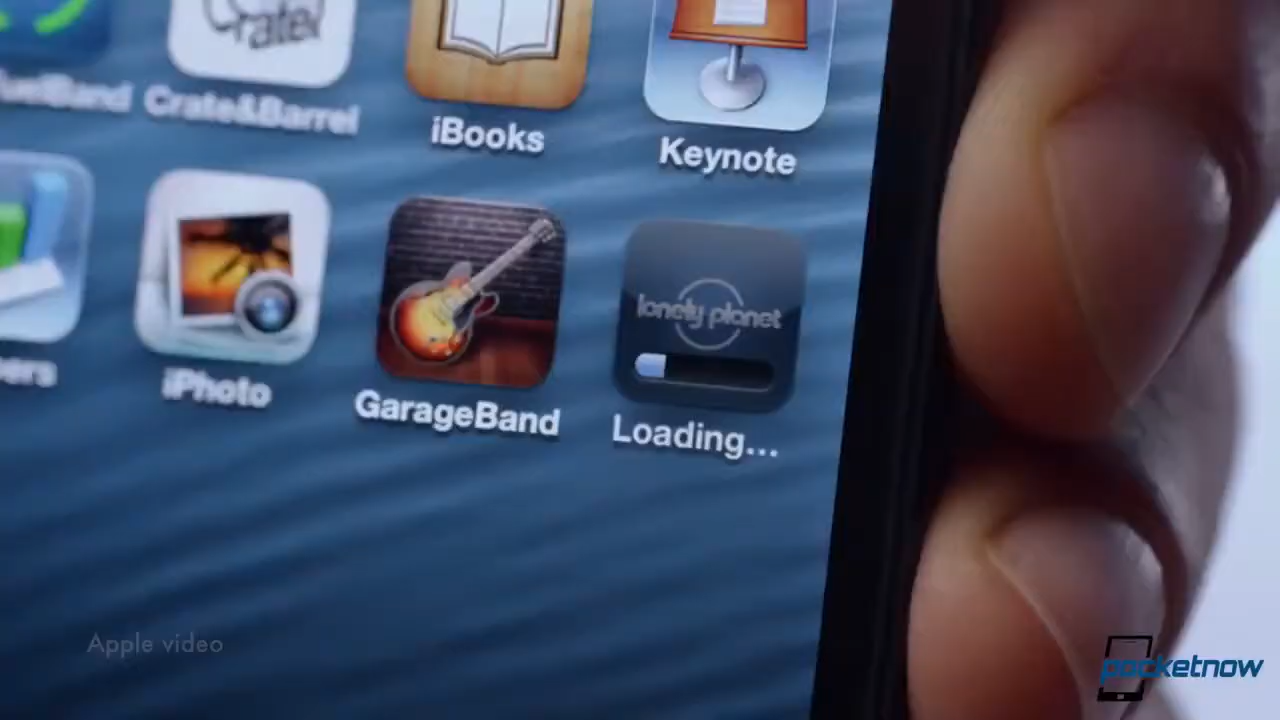 Crate&Barrel
iBooks
Keynote
iPhoto
GarageBand
lonely planet
Loading...
Apple video
pocketnow